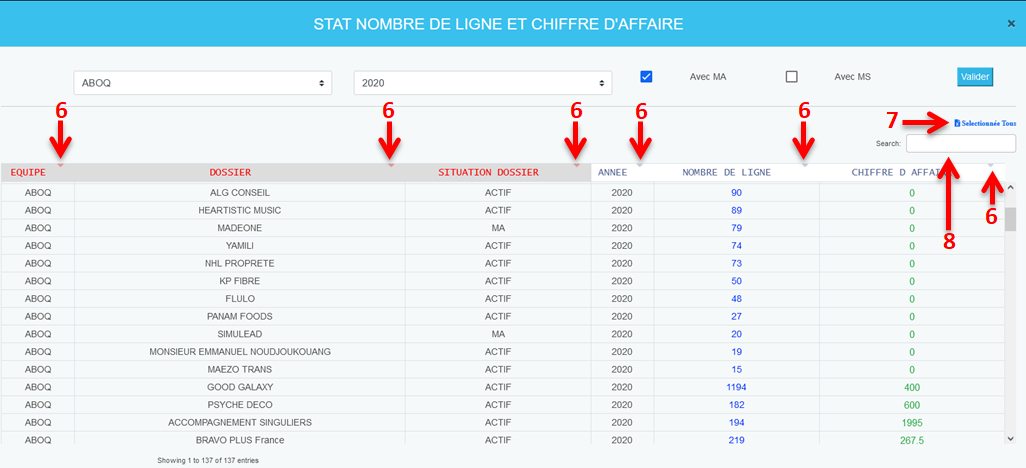 STAT NOMBRE DE LIGNE ET CHIFFRE D'AFFAIRE ×
ABOQ 2020 Avec MA Avec MS Valider
6 6 6 6 6
7 Selectionnée Tous
Search:
EQUIPE DOSSIER SITUATION DOSSIER ANNEE NOMBRE DE LIGNE CHIFFRE D AFFAI
ABOQ ALG CONSEIL ACTIF 2020 90 0
6
ABOQ HEARTISTIC MUSIC ACTIF 2020 89 0
ABOQ MADEONE MA 2020 79 0
8
ABOQ YAMILI ACTIF 2020 74 0
ABOQ NHL PROPRETE ACTIF 2020 73 0
ABOQ KP FIBRE ACTIF 2020 50 0
ABOQ FLULO ACTIF 2020 48 0
ABOQ PANAM FOODS ACTIF 2020 27 0
ABOQ SIMULEAD MA 2020 20 0
ABOQ MONSIEUR EMMANUEL NOUDJOUKOUANG ACTIF 2020 19 0
ABOQ MAEZO TRANS ACTIF 2020 15 0
ABOQ GOOD GALAXY ACTIF 2020 1194 400
ABOQ PSYCHE DECO ACTIF 2020 182 600
ABOQ ACCOMPAGNEMENT SINGULIERS ACTIF 2020 194 1995
ABOQ BRAVO PLUS France ACTIF 2020 219 267.5
Showing 1 to 137 of 137 entries